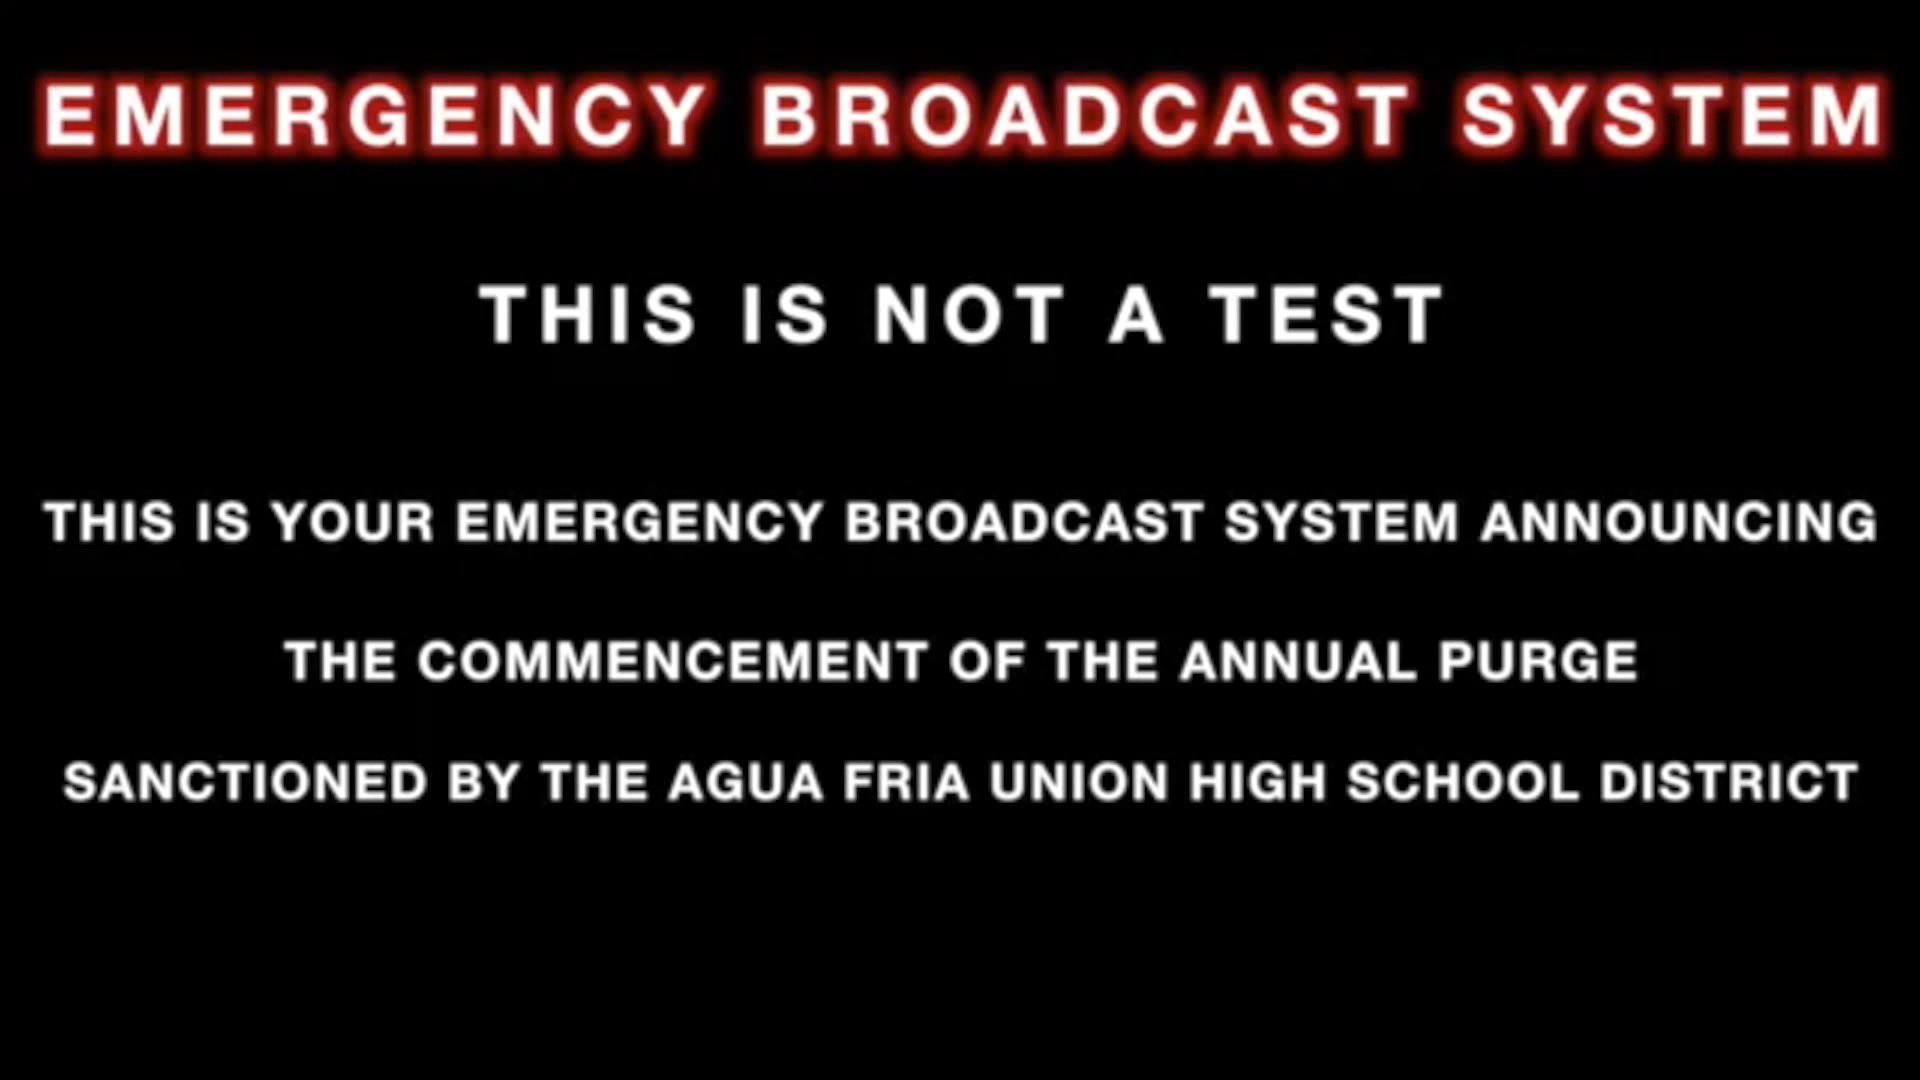 EMERGENCY BROADCAST SYSTEM
THIS IS NOT A TEST
THIS IS YOUR EMERGENCY BROADCAST SYSTEM ANNOUNCING
THE COMMENCEMENT OF THE ANNUAL PURGE
SANCTIONED BY THE AGUA FRIA UNION HIGH SCHOOL DISTRICT